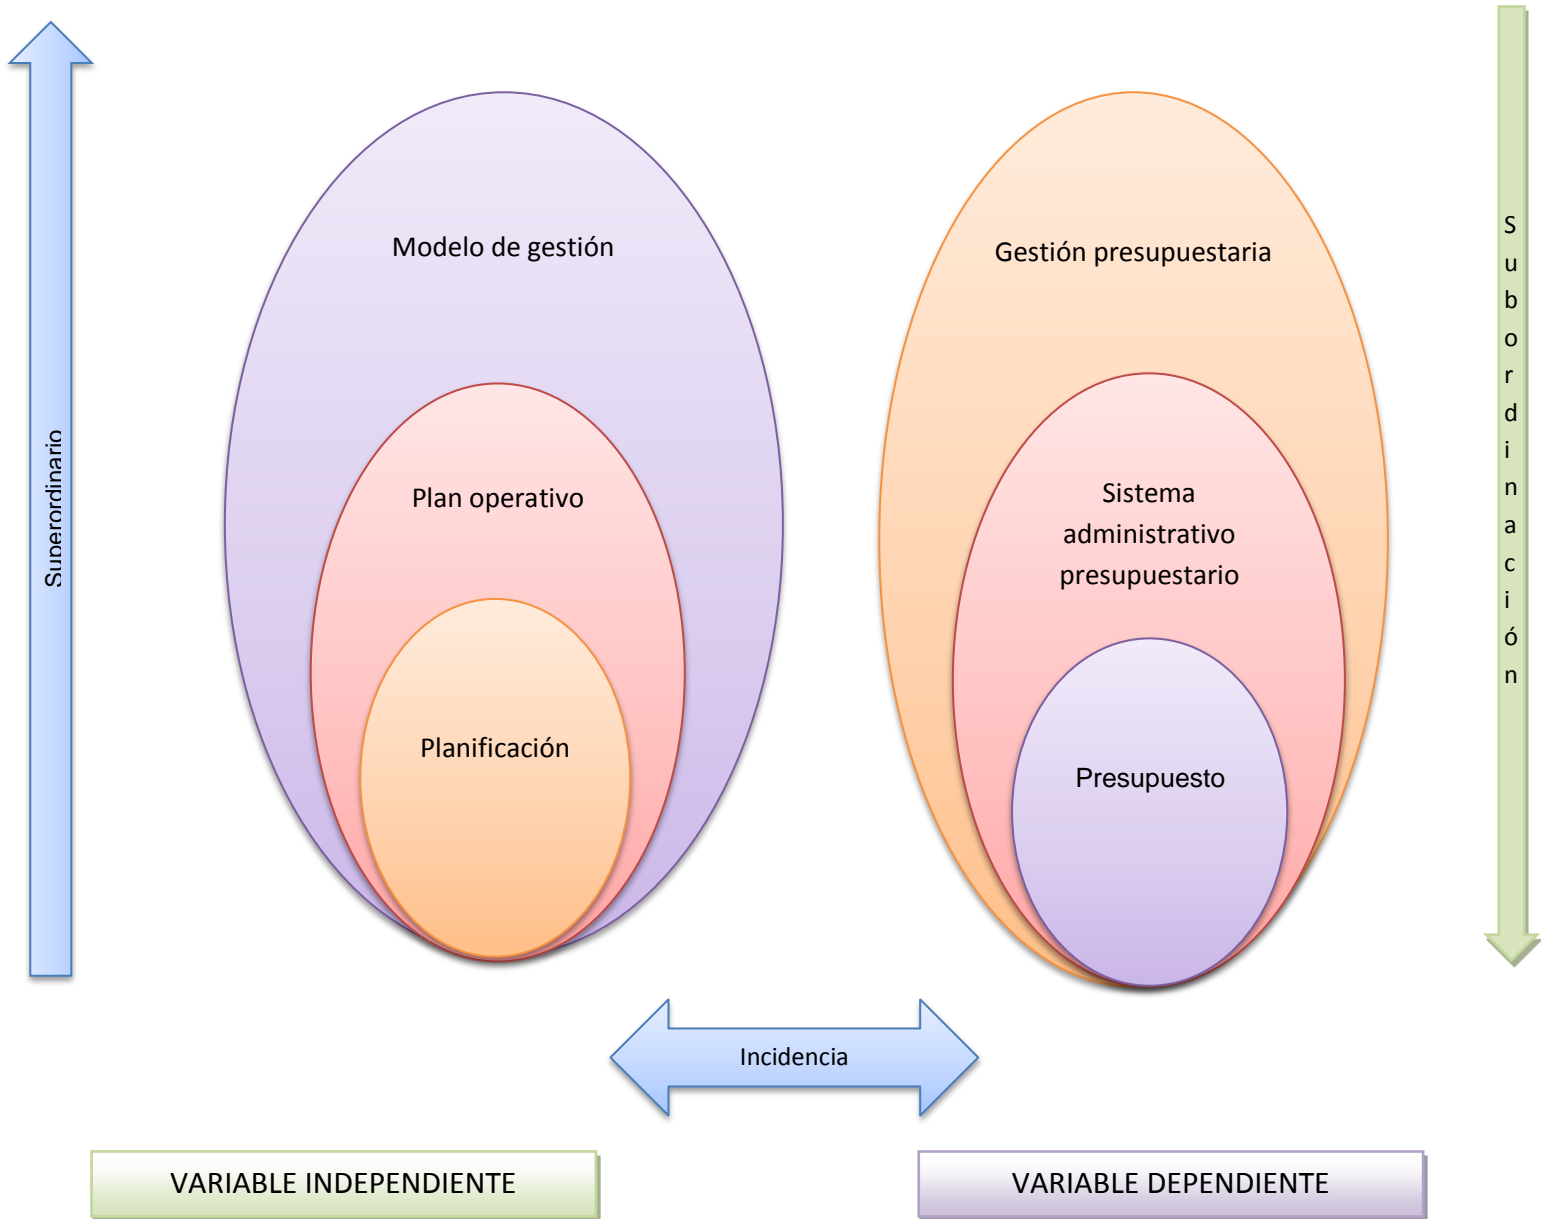 Superordinario
Modelo de gestión
Plan operativo
Planificación
Gestión presupuestaria
Sistema
administrativo
presupuestario
Presupuesto
S
u
b
o
r
d
i
n
a
c
i
ó
n
Incidencia
VARIABLE INDEPENDIENTE
VARIABLE DEPENDIENTE